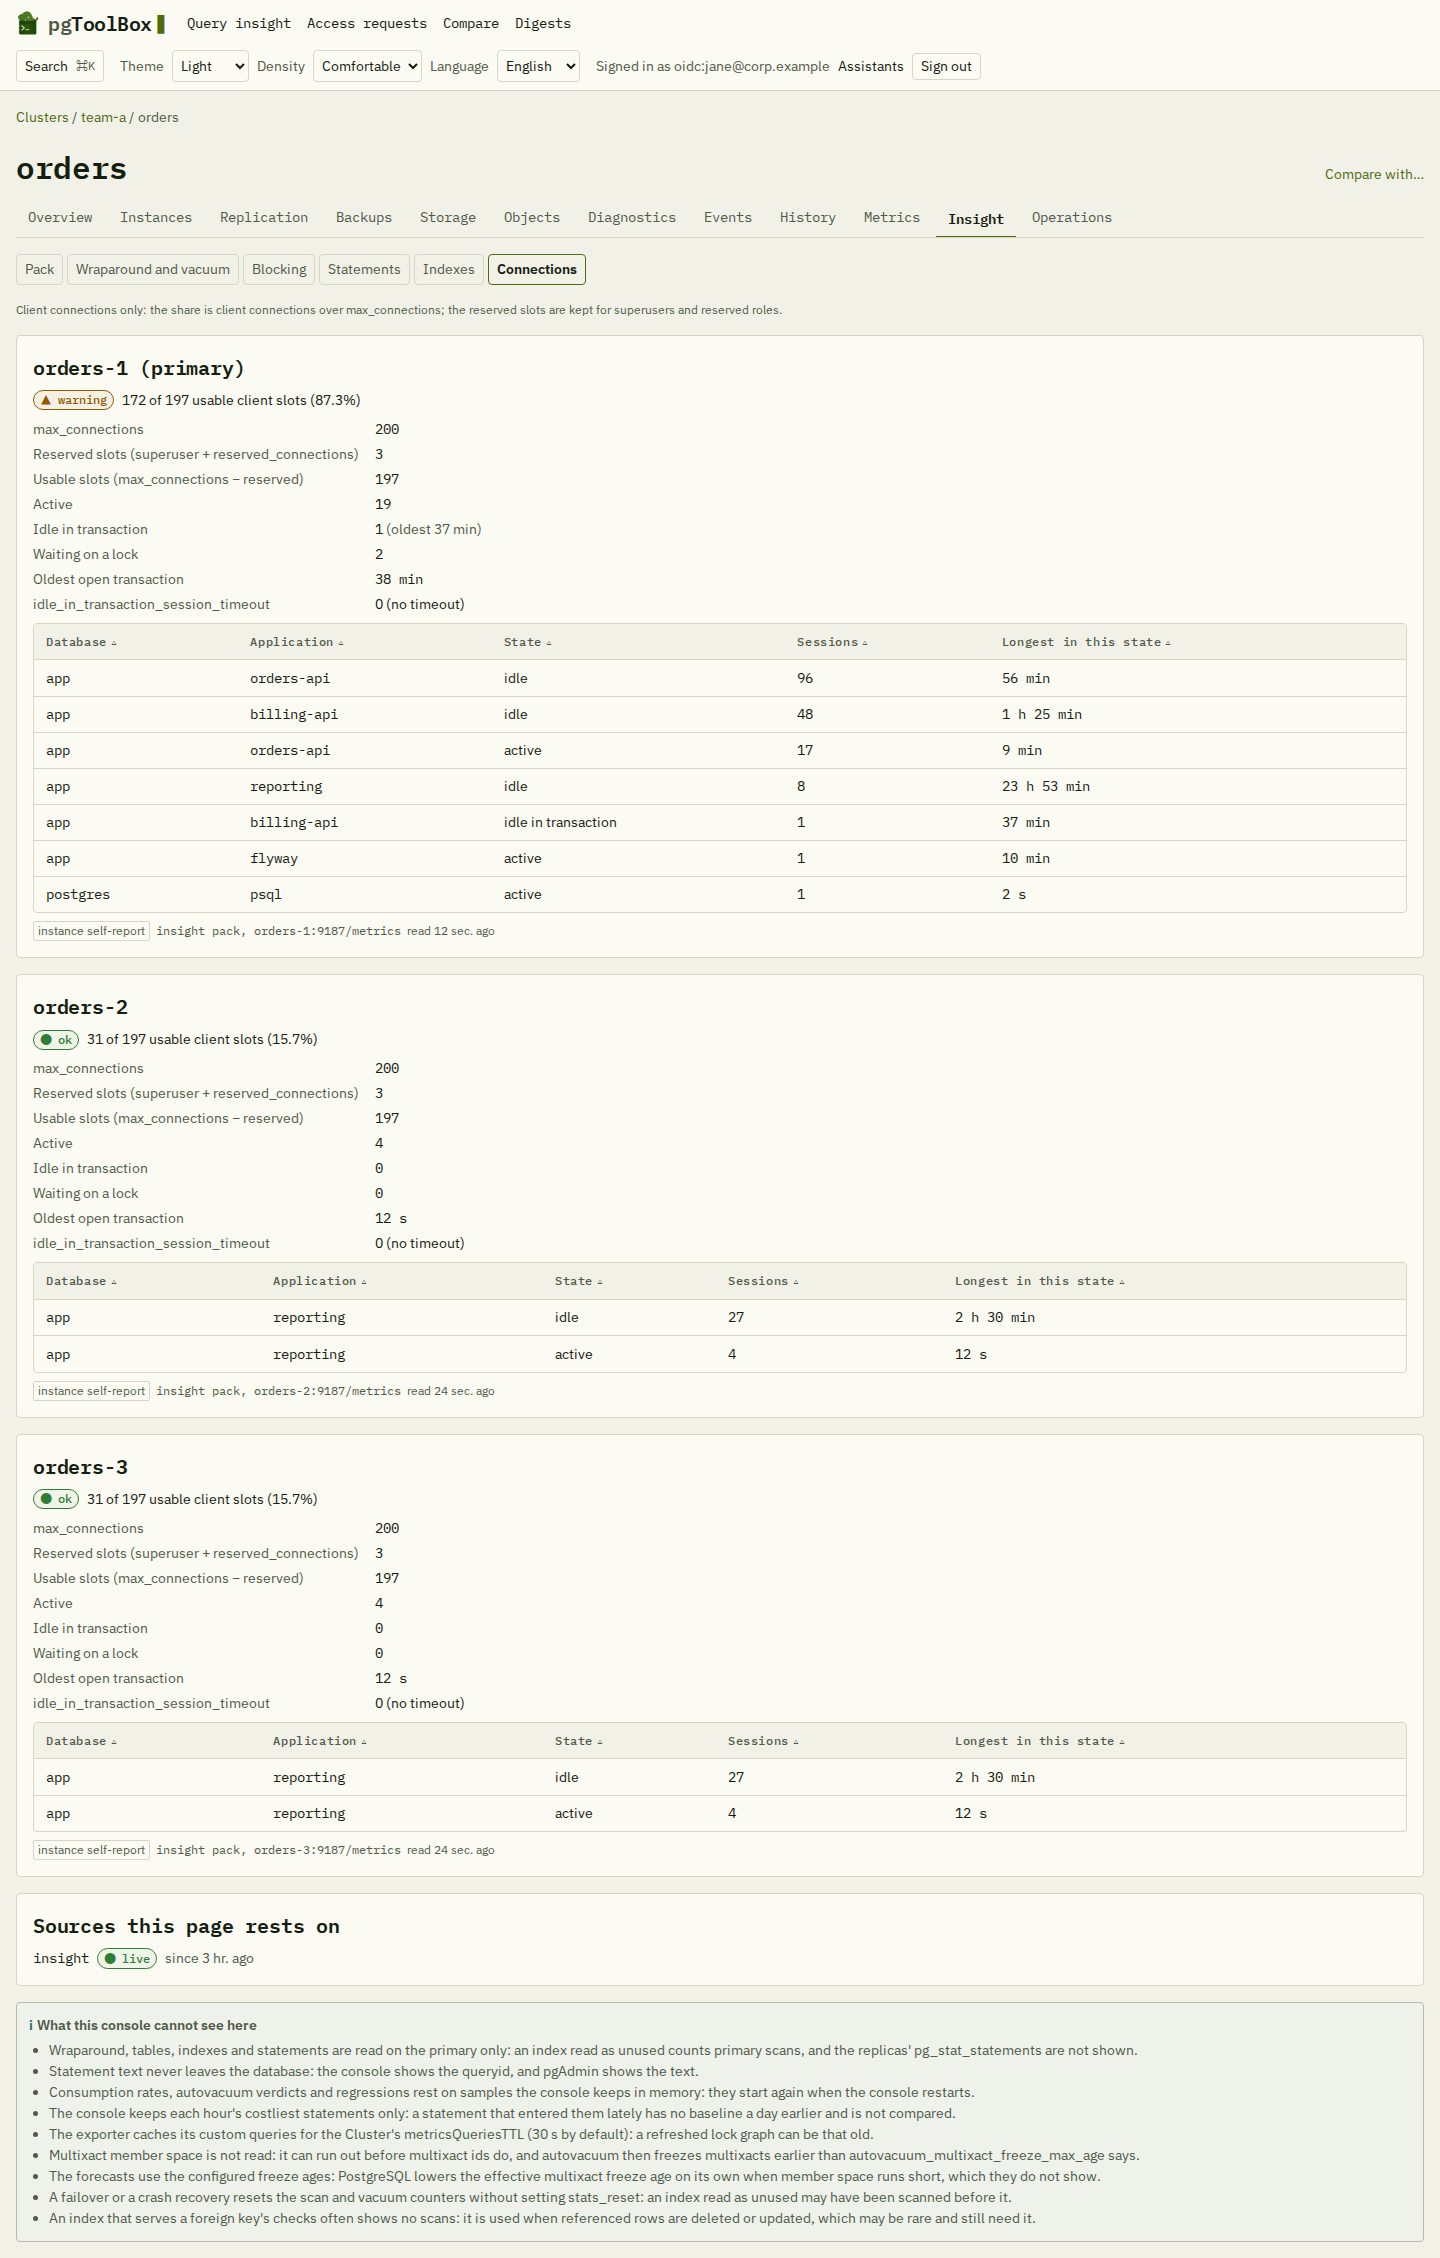 pgToolBox Query insight Access requests Compare Digests
Search ⌘K Theme Light Density Comfortable Language English Signed in as oidc:jane@corp.example Assistants Sign out
Clusters / team-a / orders
orders
Compare with...
Overview Instances Replication Backups Storage Objects Diagnostics Events History Metrics Insight Operations
Pack Wraparound and vacuum Blocking Statements Indexes Connections
Client connections only: the share is client connections over max_connections; the reserved slots are kept for superusers and reserved roles.
orders-1 (primary)
▲ warning 172 of 197 usable client slots (87.3%)
max_connections 200
Reserved slots (superuser + reserved_connections) 3
Usable slots (max_connections − reserved) 197
Active 19
Idle in transaction 1 (oldest 37 min)
Waiting on a lock 2
Oldest open transaction 38 min
idle_in_transaction_session_timeout 0 (no timeout)
Database Application State Sessions Longest in this state
app orders-api idle 96 56 min
app billing-api idle 48 1 h 25 min
app orders-api active 17 9 min
app reporting idle 8 23 h 53 min
app billing-api idle in transaction 1 37 min
app flyway active 1 10 min
postgres psql active 1 2 s
instance self-report insight pack, orders-1:9187/metrics read 12 sec. ago
orders-2
● ok 31 of 197 usable client slots (15.7%)
max_connections 200
Reserved slots (superuser + reserved_connections) 3
Usable slots (max_connections − reserved) 197
Active 4
Idle in transaction 0
Waiting on a lock 0
Oldest open transaction 12 s
idle_in_transaction_session_timeout 0 (no timeout)
Database Application State Sessions Longest in this state
app reporting idle 27 2 h 30 min
app reporting active 4 12 s
instance self-report insight pack, orders-2:9187/metrics read 24 sec. ago
orders-3
● ok 31 of 197 usable client slots (15.7%)
max_connections 200
Reserved slots (superuser + reserved_connections) 3
Usable slots (max_connections − reserved) 197
Active 4
Idle in transaction 0
Waiting on a lock 0
Oldest open transaction 12 s
idle_in_transaction_session_timeout 0 (no timeout)
Database Application State Sessions Longest in this state
app reporting idle 27 2 h 30 min
app reporting active 4 12 s
instance self-report insight pack, orders-3:9187/metrics read 24 sec. ago
Sources this page rests on
insight ● live since 3 hr. ago
i What this console cannot see here
• Wraparound, tables, indexes and statements are read on the primary only: an index read as unused counts primary scans, and the replicas' pg_stat_statements are not shown.
• Statement text never leaves the database: the console shows the queryid, and pgAdmin shows the text.
• Consumption rates, autovacuum verdicts and regressions rest on samples the console keeps in memory: they start again when the console restarts.
• The console keeps each hour's costliest statements only: a statement that entered them lately has no baseline a day earlier and is not compared.
• The exporter caches its custom queries for the Cluster's metricsQueriesTTL (30 s by default): a refreshed lock graph can be that old.
• Multixact member space is not read: it can run out before multixact ids do, and autovacuum then freezes multixacts earlier than autovacuum_multixact_freeze_max_age says.
• The forecasts use the configured freeze ages: PostgreSQL lowers the effective multixact freeze age on its own when member space runs short, which they do not show.
• A failover or a crash recovery resets the scan and vacuum counters without setting stats_reset: an index read as unused may have been scanned before it.
• An index that serves a foreign key's checks often shows no scans: it is used when referenced rows are deleted or updated, which may be rare and still need it.